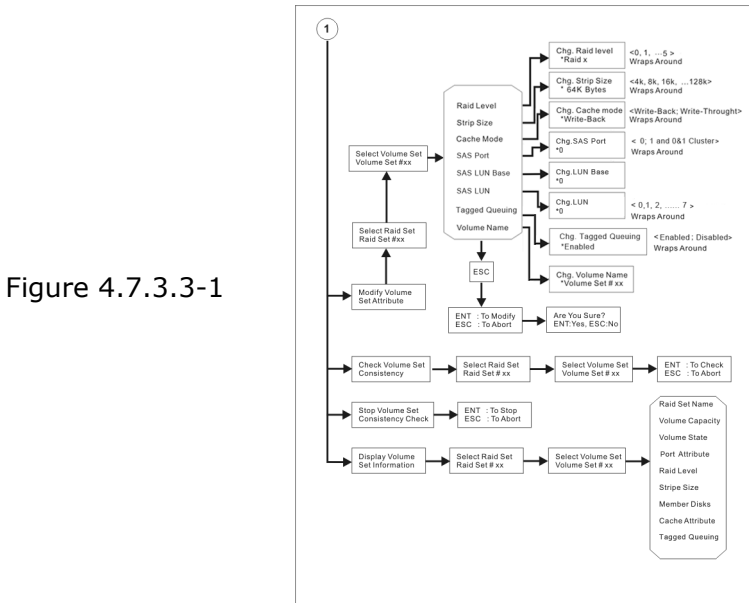 Figure 4.7.3.3-1
1
Chg. Raid level
*Raid x
<0, 1, ...5 >
Wraps Around
Chg. Strip Size
* 64K Bytes
<4k, 8k, 16k, ...128k>
Wraps Around
Chg. Cache mode
*Write-Back
<Write-Back; Write-Throught>
Wraps Around
Chg.SAS Port
*0
< 0; 1 and 0&1 Cluster>
Wraps Around
Chg.LUN Base
*0
Chg.LUN
*0
< 0,1, 2, ...... 7 >
Wraps Around
Chg. Tagged Queuing
*Enabled
<Enabled; Disabled>
Wraps Around
Chg. Volume Name
*Volume Set # xx
Raid Level
Strip Size
Cache Mode
SAS Port
SAS LUN Base
SAS LUN
Tagged Queuing
Volume Name
Select Volume Set
Volume Set #xx
Select Raid Set
Raid Set #xx
Modify Volume
Set Attribute
ESC
ENT : To Modify
ESC : To Abort
Are You Sure?
ENT:Yes, ESC:No
Check Volume Set
Consistency
Select Raid Set
Raid Set # xx
Select Volume Set
Volume Set # xx
ENT : To Check
ESC : To Abort
Stop Volume Set
Consistency Check
ENT : To Stop
ESC : To Abort
Display Volume
Set Information
Select Raid Set
Raid Set # xx
Select Volume Set
Volume Set # xx
Raid Set Name
Volume Capacity
Volume State
Port Attribute
Raid Level
Stripe Size
Member Disks
Cache Attribute
Tagged Queuing